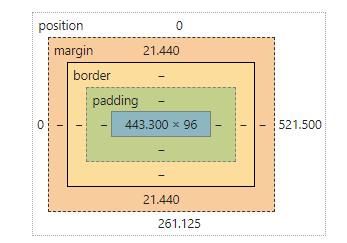 position 0
margin 21.440
border –
padding –
0 – – – 443.300 × 96 – – – 521.500
–
–
21.440
261.125